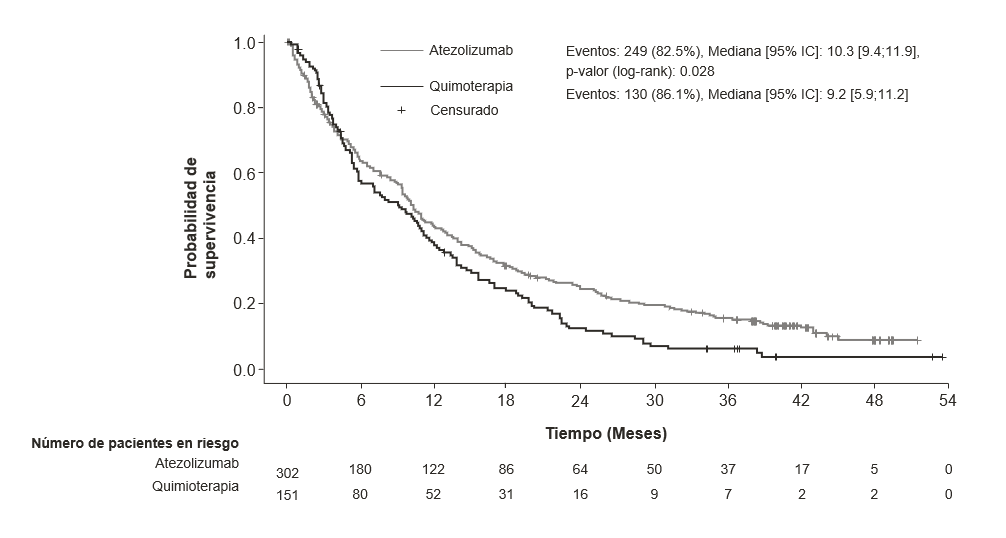 1.0
0.8
0.6
0.4
0.2
0.0
Probabilidad de
supervivencia
Atezolizumab
Quimoterapia
+ Censurado
Eventos: 249 (82.5%), Mediana [95% IC]: 10.3 [9.4;11.9],
p-valor (log-rank): 0.028
Eventos: 130 (86.1%), Mediana [95% IC]: 9.2 [5.9;11.2]
0 6 12 18 24 30 36 42 48 54
Tiempo (Meses)
Número de pacientes en riesgo
Atezolizumab 302 180 122 86 64 50 37 17 5 0
Quimioterapia 151 80 52 31 16 9 7 2 2 0